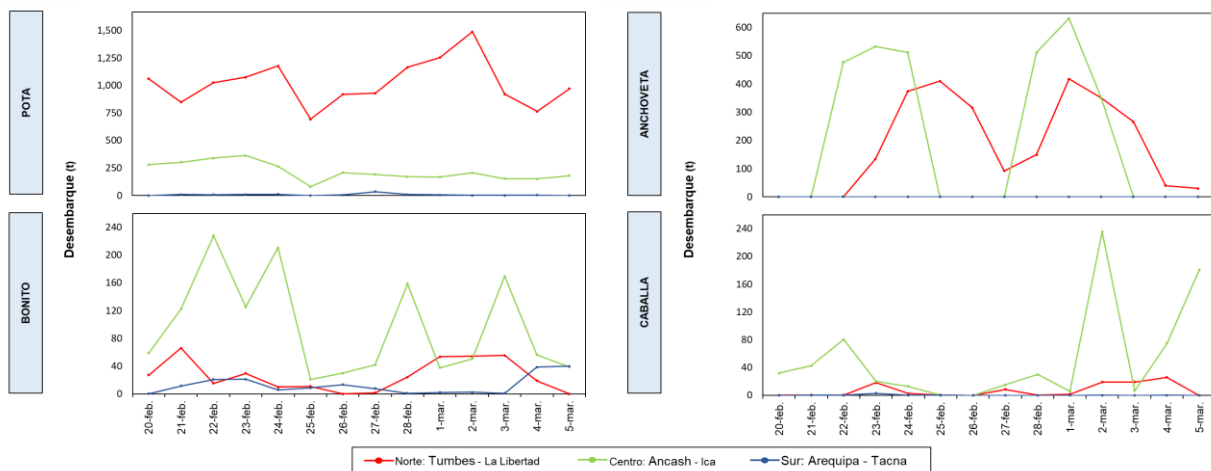 POTA
Desembarque (t)
1,500
1,250
1,000
750
500
250
0
ANCHOVETA
Desembarque (t)
600
500
400
300
200
100
0
BONITO
240
200
160
120
80
40
0
20-feb.
21-feb.
22-feb.
23-feb.
24-feb.
25-feb.
26-feb.
27-feb.
28-feb.
1-mar.
2-mar.
3-mar.
4-mar.
5-mar.
CABALLA
240
200
160
120
80
40
0
20-feb.
21-feb.
22-feb.
23-feb.
24-feb.
25-feb.
26-feb.
27-feb.
28-feb.
1-mar.
2-mar.
3-mar.
4-mar.
5-mar.
Norte: Tumbes - La Libertad Centro: Ancash - Ica Sur: Arequipa - Tacna